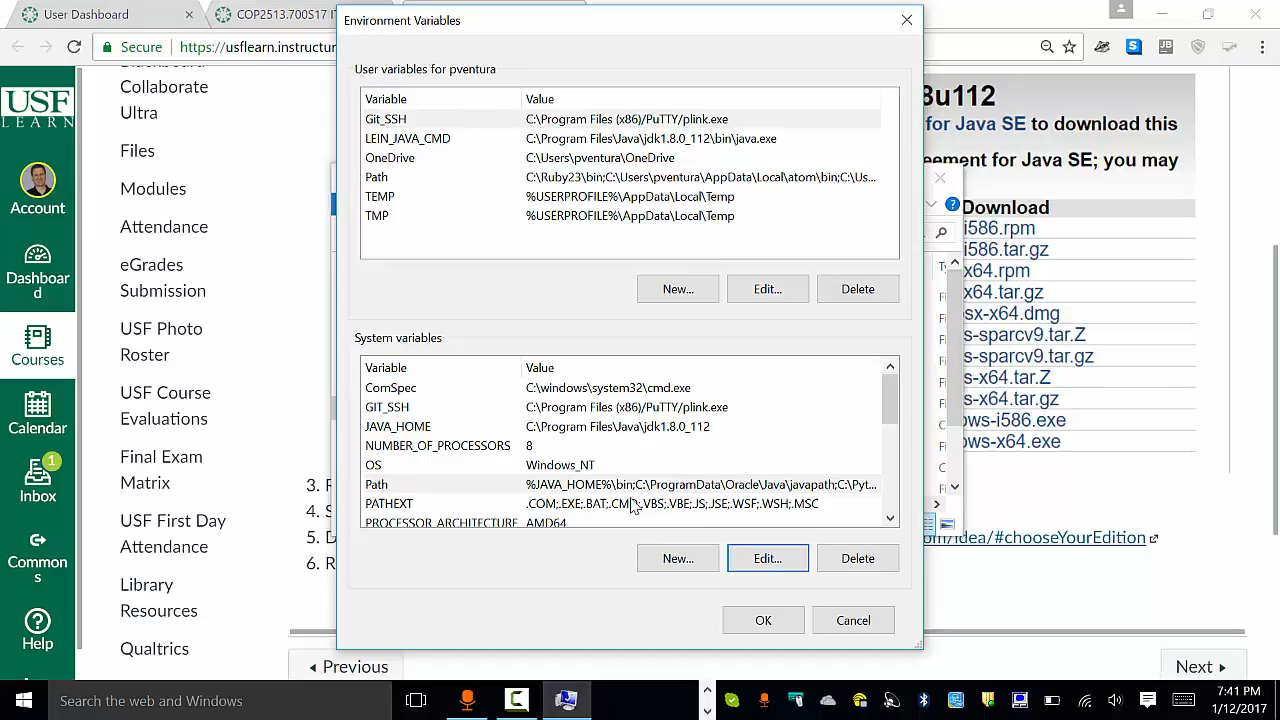 User Dashboard
COP2513.700S17 I
Secure
https://usflearn.instructur
USF
LEARN
Account
Dashboar
d
Courses
Calendar
1
Inbox
Common
s
Help
Collaborate
Ultra
Files
Modules
Attendance
eGrades
Submission
USF Photo
Roster
USF Course
Evaluations
Final Exam
Matrix
USF First Day
Attendance
Library
Resources
Qualtrics
Environment Variables
User variables for pventura
Variable Value
Git_SSH C:\Program Files (x86)/PuTTY/plink.exe
LEIN_JAVA_CMD C:\Program Files\Java\jdk1.8.0_112\bin\java.exe
OneDrive C:\Users\pventura\OneDrive
Path C:\Ruby23\bin;C:\Users\pventura\AppData\Local\atom\bin;C:\Us...
TEMP %USERPROFILE%\AppData\Local\Temp
TMP %USERPROFILE%\AppData\Local\Temp
New... Edit... Delete
System variables
Variable Value
ComSpec C:\windows\system32\cmd.exe
GIT_SSH C:\Program Files (x86)/PuTTY/plink.exe
JAVA_HOME C:\Program Files\Java\jdk1.8.0_112
NUMBER_OF_PROCESSORS 8
OS Windows_NT
Path %JAVA_HOME%\bin;C:\ProgramData\Oracle\Java\javapath;C:\Pyt...
PATHEXT .COM;.EXE;.BAT;.CMD;.VBS;.VBE;.JS;.JSE;.WSF;.WSH;.MSC
PROCESSOR_ARCHITECTURE AMD64
New... Edit... Delete
OK Cancel
8u112
for Java SE to download this
eement for Java SE; you may
Download
i586.rpm
i586.tar.gz
x64.rpm
x64.tar.gz
osx-x64.dmg
s-sparcv9.tar.Z
s-sparcv9.tar.gz
s-x64.tar.Z
s-x64.tar.gz
ows-i586.exe
ows-x64.exe
3. R
4. S
5. D
om/idea/#chooseYourEdition
6. R
Previous
Next
Search the web and Windows
7:41 PM
1/12/2017